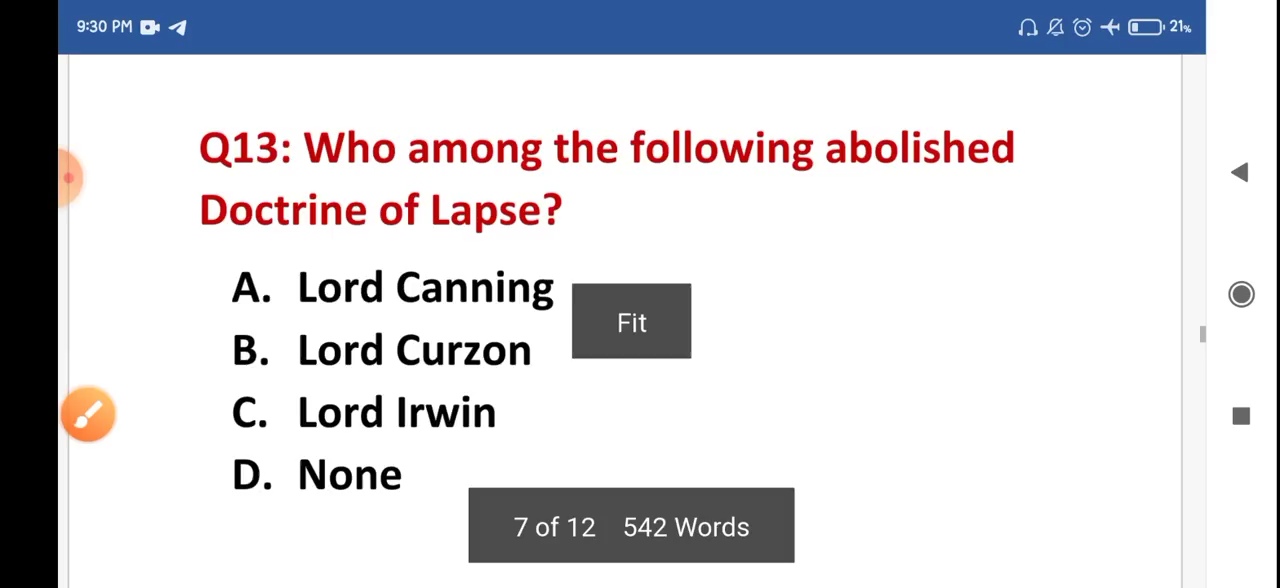 9:30 PM 21%
Q13: Who among the following abolished
Doctrine of Lapse?
A. Lord Canning
Fit
B. Lord Curzon
C. Lord Irwin
D. None
7 of 12 542 Words